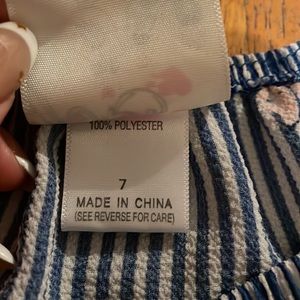 100% POLYESTER
7
MADE IN CHINA
(SEE REVERSE FOR CARE)